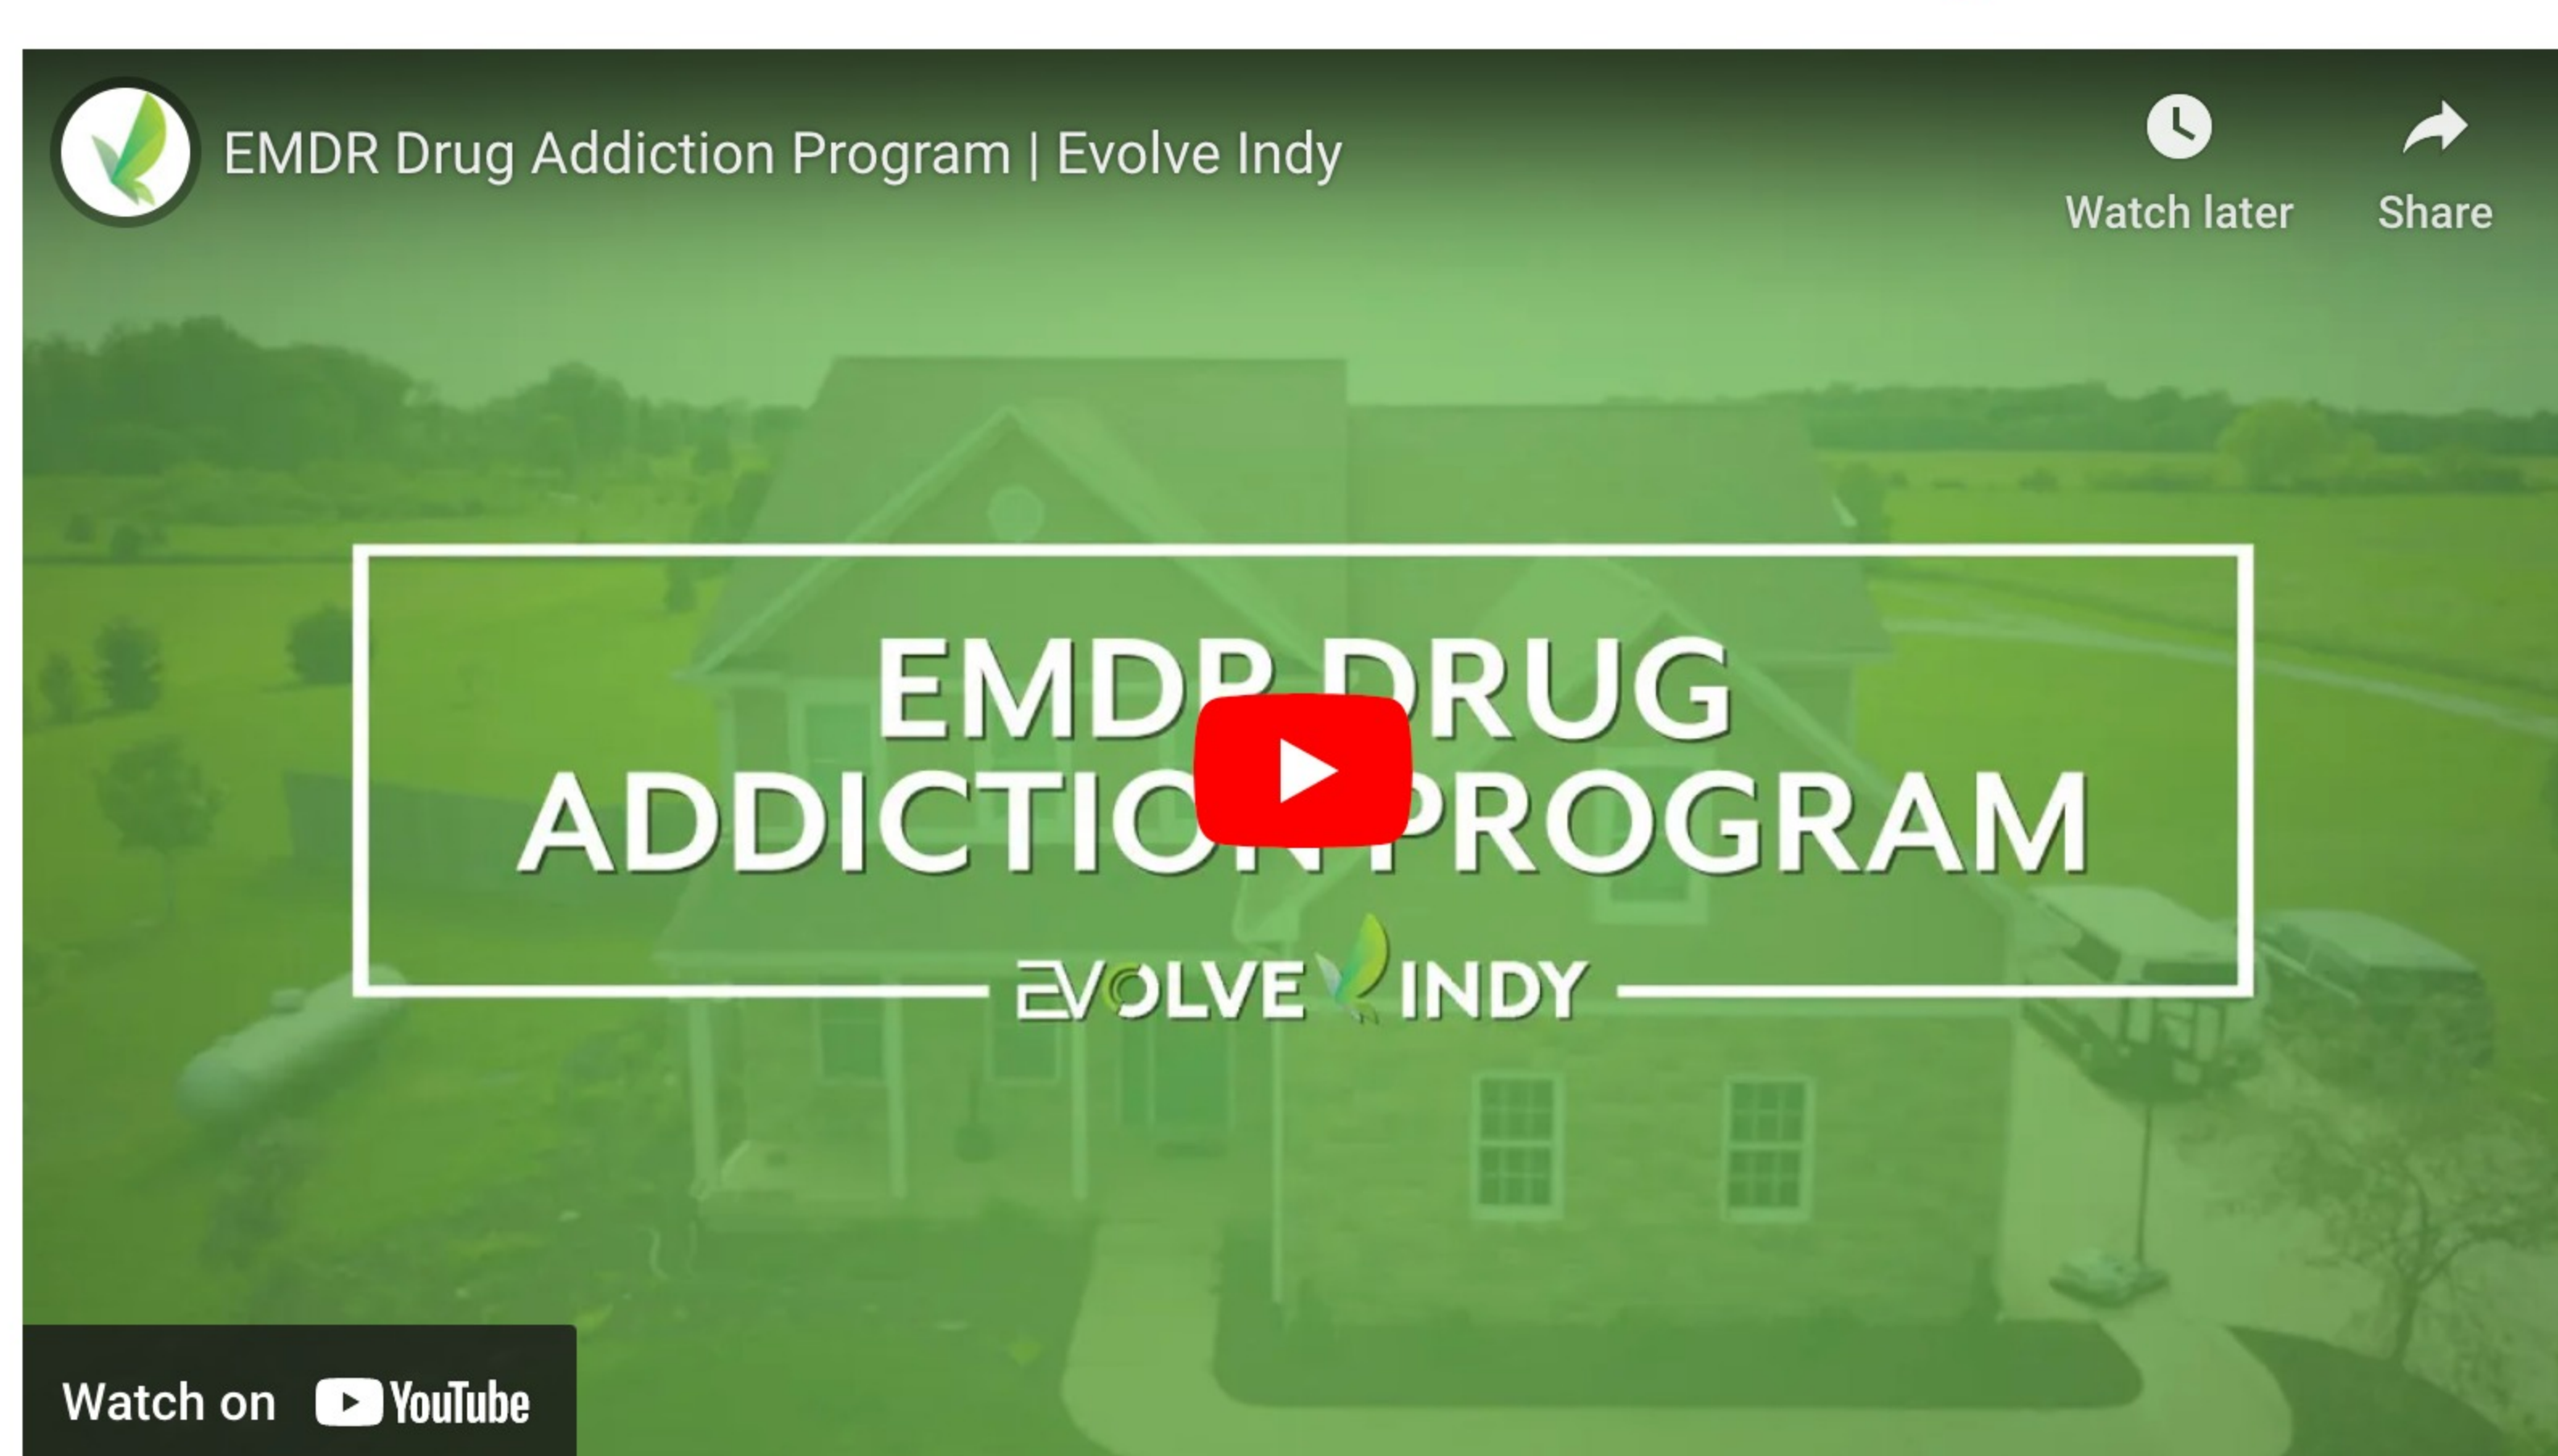 EMDR Drug Addiction Program | Evolve Indy
Watch later
Share
EMDR DRUG
ADDICTION PROGRAM
EVOLVE INDY
Watch on YouTube